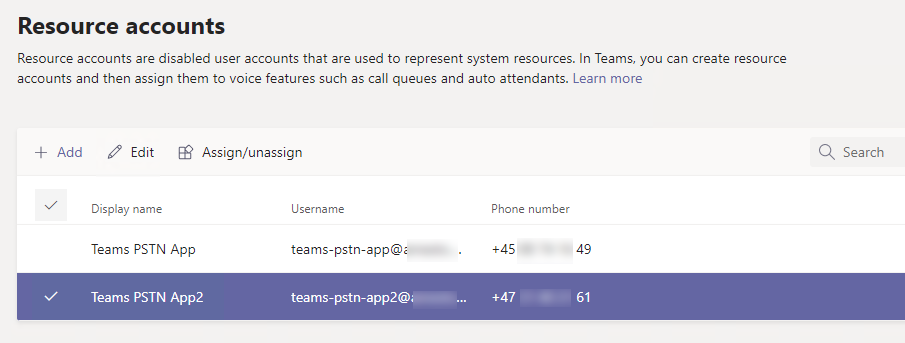 Resource accounts
Resource accounts are disabled user accounts that are used to represent system resources. In Teams, you can create resource
accounts and then assign them to voice features such as call queues and auto attendants. Learn more
Add Edit Assign/unassign Search
Display name Username Phone number
Teams PSTN App teams-pstn-app@ . +45 49
Teams PSTN App2 teams-pstn-app2@ ... +47 61